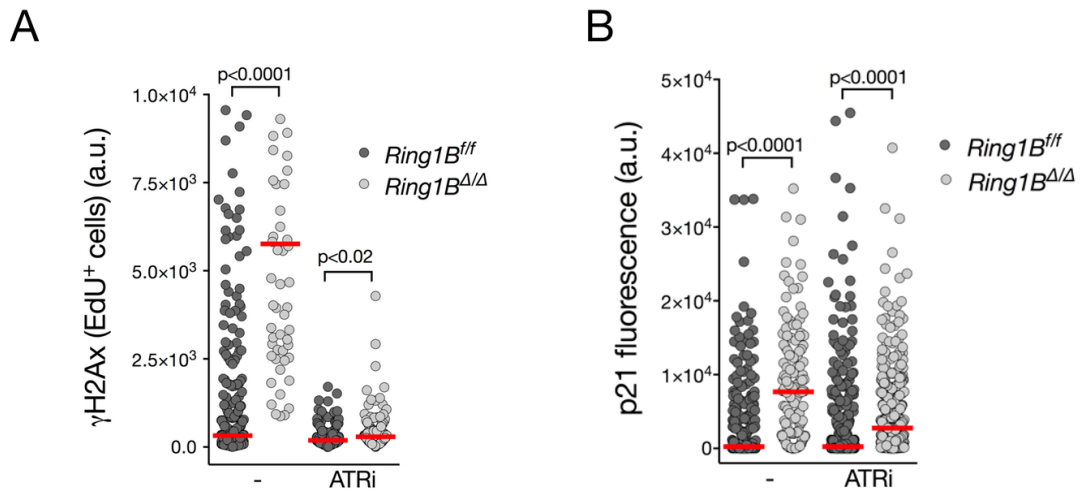 A
B
γH2Ax (EdU⁺ cells) (a.u.)
1.0×10⁴
7.5×10³
5.0×10³
2.5×10³
0.0
p<0.0001
p<0.02
Ring1B^f/f
Ring1B^Δ/Δ
-
ATRi
p21 fluorescence (a.u.)
5×10⁴
4×10⁴
3×10⁴
2×10⁴
1×10⁴
0
p<0.0001
p<0.0001
Ring1B^f/f
Ring1B^Δ/Δ
-
ATRi